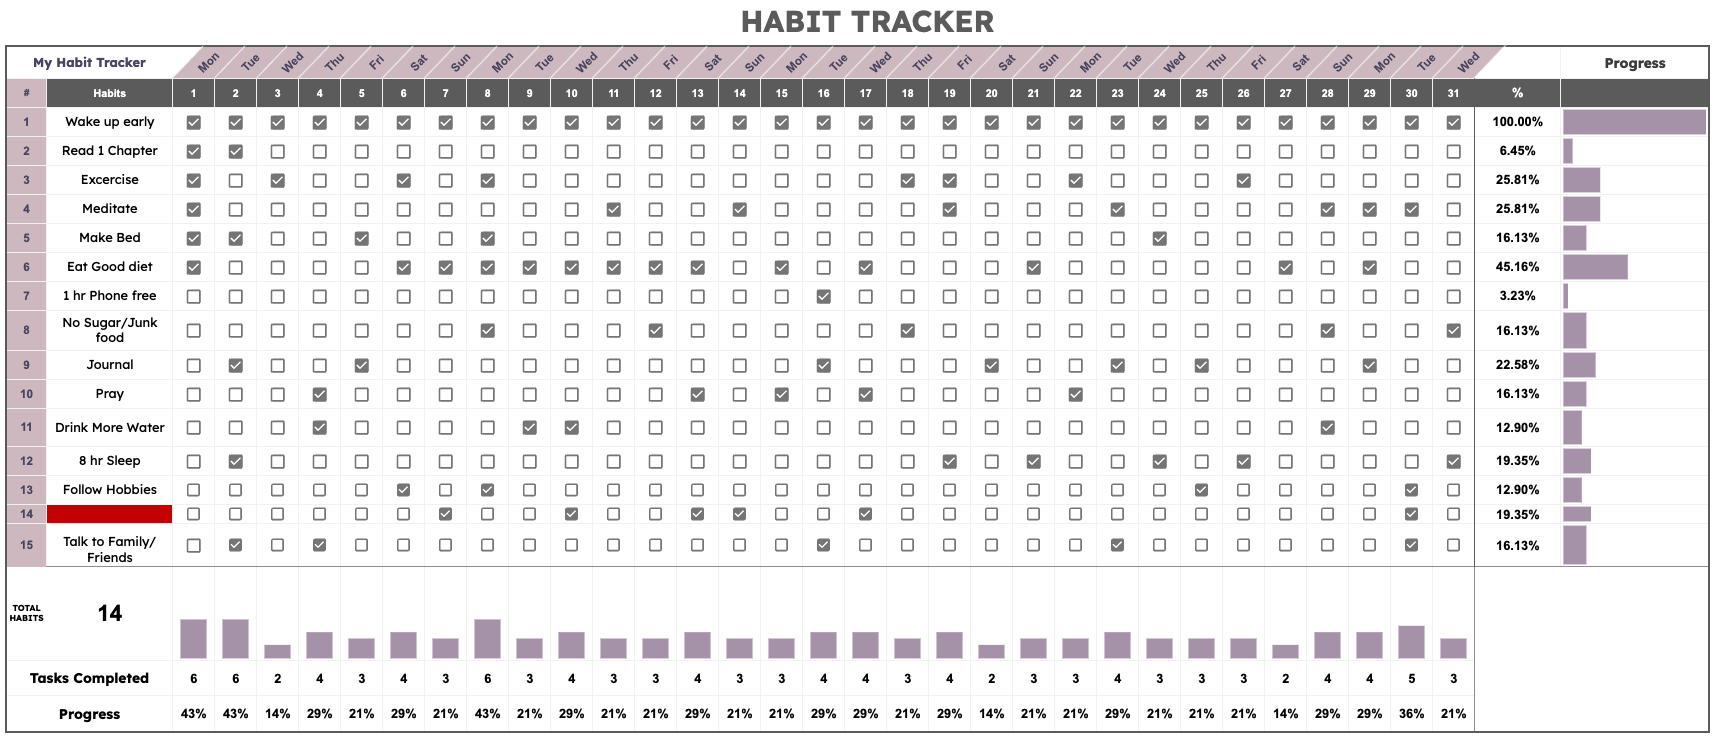 HABIT TRACKER
My Habit Tracker Mon Tue Wed Thu Fri Sat Sun Mon Tue Wed Thu Fri Sat Sun Mon Tue Wed Thu Fri Sat Sun Mon Tue Wed Thu Fri Sat Sun Mon Tue Wed Progress
# Habits 1 2 3 4 5 6 7 8 9 10 11 12 13 14 15 16 17 18 19 20 21 22 23 24 25 26 27 28 29 30 31 %
1 Wake up early 100.00%
2 Read 1 Chapter 6.45%
3 Excercise 25.81%
4 Meditate 25.81%
5 Make Bed 16.13%
6 Eat Good diet 45.16%
7 1 hr Phone free 3.23%
8 No Sugar/Junk
food 16.13%
9 Journal 22.58%
10 Pray 16.13%
11 Drink More Water 12.90%
12 8 hr Sleep 19.35%
13 Follow Hobbies 12.90%
14 19.35%
15 Talk to Family/
Friends 16.13%
TOTAL
HABITS 14
Tasks Completed 6 6 2 4 3 4 3 6 3 4 3 3 4 3 3 4 4 3 4 2 3 3 4 3 3 3 2 4 4 5 3
Progress 43% 43% 14% 29% 21% 29% 21% 43% 21% 29% 21% 21% 29% 21% 21% 29% 29% 21% 29% 14% 21% 21% 29% 21% 21% 21% 14% 29% 29% 36% 21%